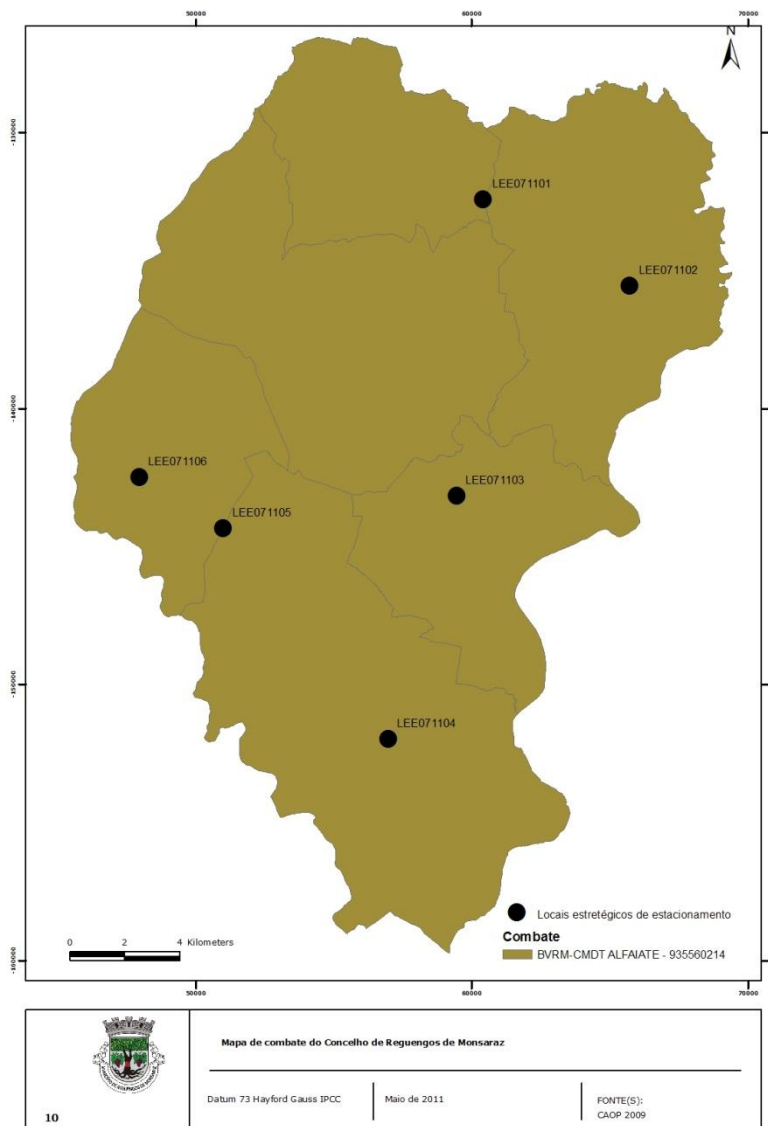 50000 60000 70000
N
-130000
LEE071101
LEE071102
-140000
LEE071106
LEE071103
LEE071105
-150000
LEE071104
Locais estretégicos de estacionamento
Combate
BVRM-CMDT ALFAIATE - 935560214
0 2 4 Kilometers
-160000
50000 60000 70000
Mapa de combate do Concelho de Reguengos de Monsaraz
Datum 73 Hayford Gauss IPCC
Maio de 2011
FONTE(S):
CAOP 2009
10